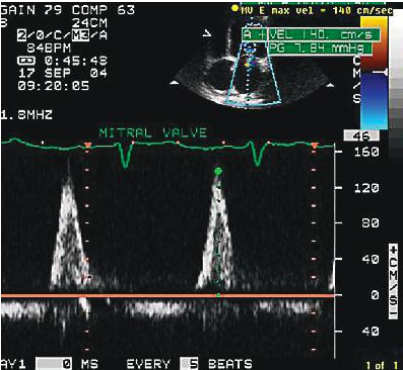 GAIN 79 COMP 63
B 24CM
2/0/C/M3/A
84BPM
0:45:48
17 SEP 04
09:20:05
1.8MHZ
MV E max vel = 140 cm/sec
A + VEL 140. cm/s
PG 7.84 mmHg
46
MITRAL VALVE
160
120
80
40
0
40
CM/S
AY1 0 MS EVERY 5 BEATS
1 of 1